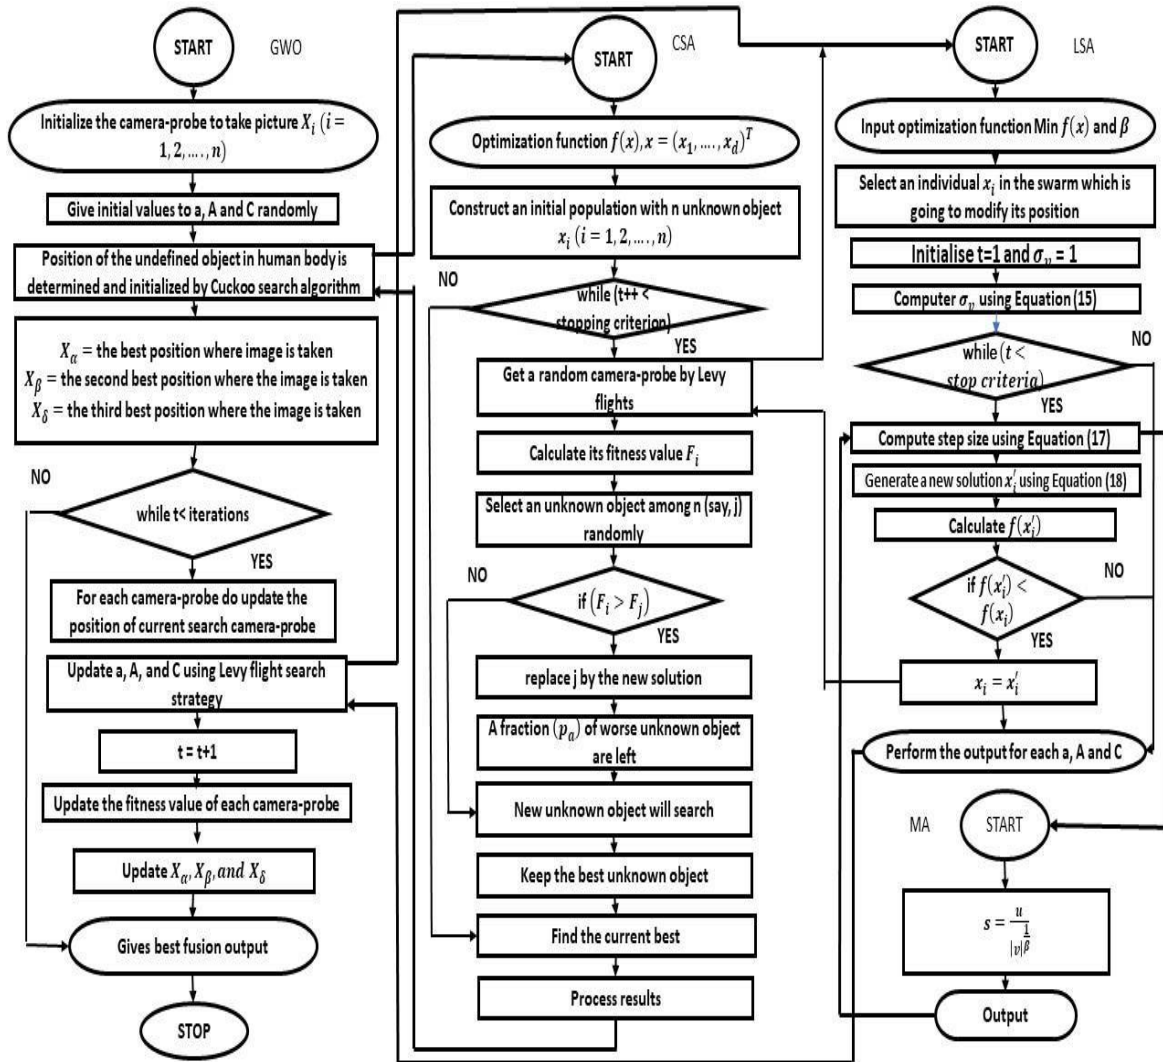 START
GWO
Initialize the camera-probe to take picture X_i (i =
1, 2, ...., n)
Give initial values to a, A and C randomly
Position of the undefined object in human body is
determined and initialized by Cuckoo search algorithm
X_α = the best position where image is taken
X_β = the second best position where the image is taken
X_δ = the third best position where the image is taken
NO
while t< iterations
YES
For each camera-probe do update the
position of current search camera-probe
Update a, A, and C using Levy flight search
strategy
t = t+1
Update the fitness value of each camera-probe
Update X_α, X_β, and X_δ
Gives best fusion output
STOP
START
CSA
Optimization function f(x), x = (x_1, ...., x_d)^T
Construct an initial population with n unknown object
x_i (i = 1, 2, ...., n)
NO
while (t++ <
stopping criterion)
YES
Get a random camera-probe by Levy
flights
Calculate its fitness value F_i
Select an unknown object among n (say, j)
randomly
NO
if (F_i > F_j)
YES
replace j by the new solution
A fraction (p_a) of worse unknown object
are left
New unknown object will search
Keep the best unknown object
Find the current best
Process results
START
LSA
Input optimization function Min f(x) and β
Select an individual x_i in the swarm which is
going to modify its position
Initialise t=1 and σ_v = 1
Computer σ_v using Equation (15)
NO
while (t <
stop criteria)
YES
Compute step size using Equation (17)
Generate a new solution x_i′ using Equation (18)
Calculate f(x_i′)
NO
if f(x_i′) <
f(x_i)
YES
x_i = x_i′
Perform the output for each a, A and C
MA
START
s = u / |v|^(1/β)
Output